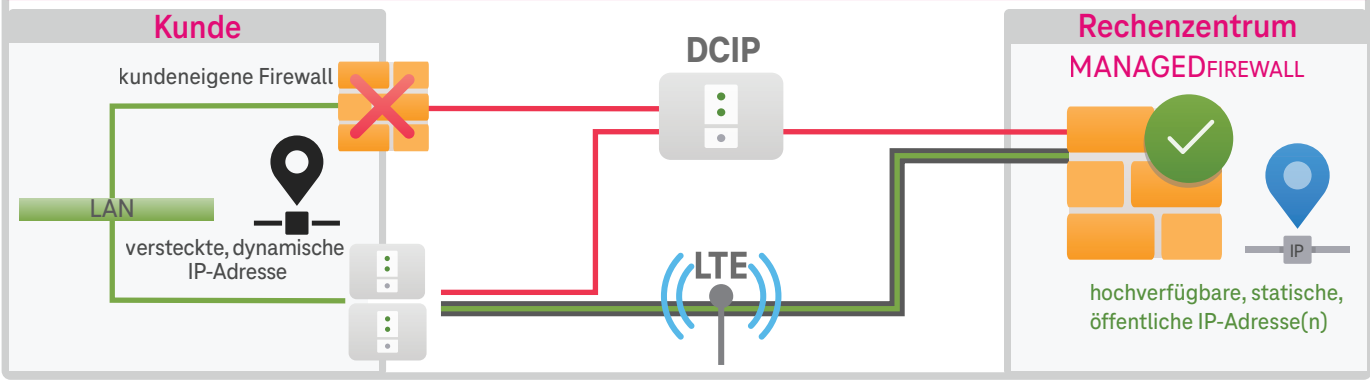 Kunde
kundeneigene Firewall
LAN
versteckte, dynamische
IP-Adresse
DCIP
LTE
Rechenzentrum
MANAGEDFIREWALL
IP
hochverfügbare, statische,
öffentliche IP-Adresse(n)